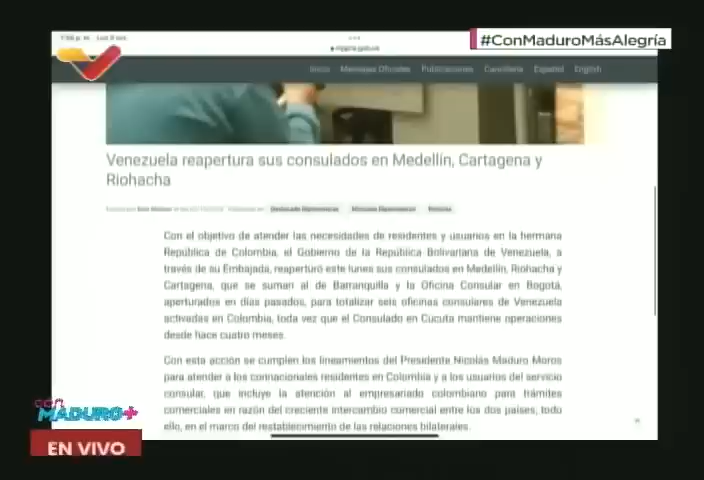 #ConMaduroMásAlegría
Inicio Mensajes Oficiales Publicaciones Cancillería Español English
Venezuela reapertura sus consulados en Medellín, Cartagena y
Riohacha
Con el objetivo de atender las necesidades de residentes y usuarios en la hermana
República de Colombia, el Gobierno de la República Bolivariana de Venezuela, a
través de su Embajada, reaperturó este lunes sus consulados en Medellín, Riohacha y
Cartagena, que se suman al de Barranquilla y la Oficina Consular en Bogotá,
aperturados en días pasados, para totalizar seis oficinas consulares de Venezuela
activadas en Colombia, toda vez que el Consulado en Cúcuta mantiene operaciones
desde hace cuatro meses.
Con esta acción se cumplen los lineamientos del Presidente Nicolás Maduro Moros
para atender a los connacionales residentes en Colombia y a los usuarios del servicio
consular, que incluye la atención al empresariado colombiano para trámites
comerciales en razón del creciente intercambio comercial entre los dos países, todo
ello, en el marco del restablecimiento de las relaciones bilaterales.
CON
MADURO+
EN VIVO